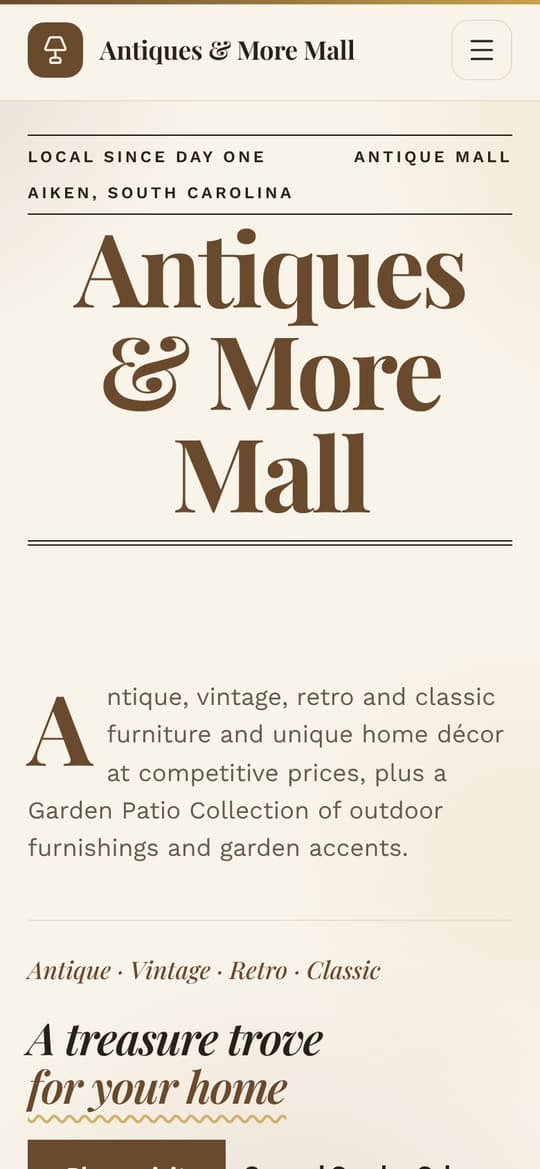 Antiques & More Mall
LOCAL SINCE DAY ONE
ANTIQUE MALL
AIKEN, SOUTH CAROLINA
Antiques
& More
Mall
Antique, vintage, retro and classic
furniture and unique home décor
at competitive prices, plus a
Garden Patio Collection of outdoor
furnishings and garden accents.
Antique · Vintage · Retro · Classic
A treasure trove
for your home